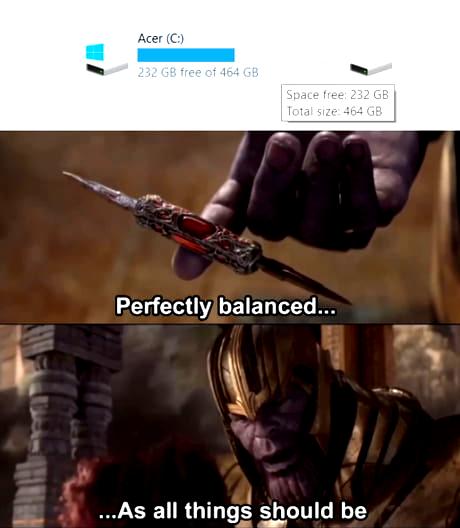 Acer (C:)
232 GB free of 464 GB
Space free: 232 GB
Total size: 464 GB
Perfectly balanced...
...As all things should be